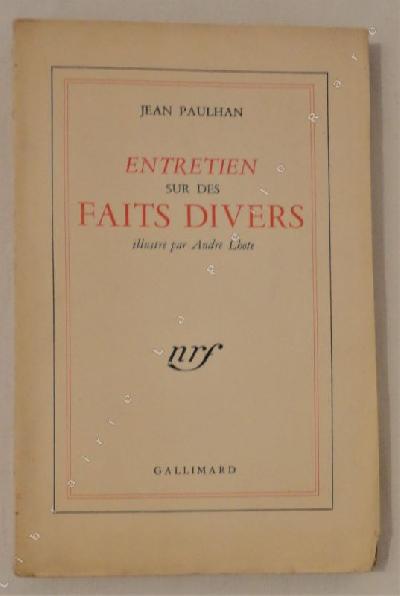 JEAN PAULHAN
ENTRETIEN
SUR DES
FAITS DIVERS
illustré par André Lhote
nrf
GALLIMARD